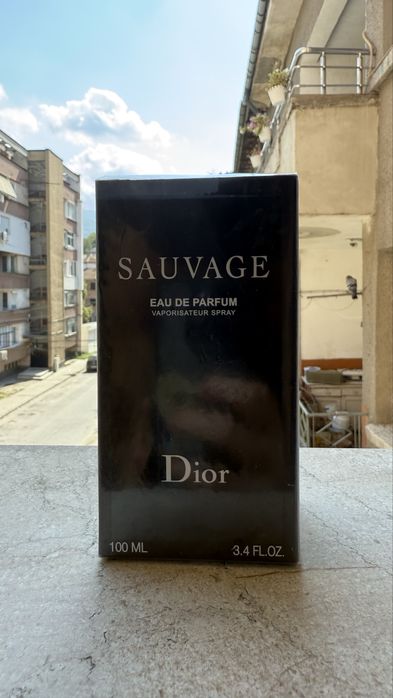 SAUVAGE
EAU DE PARFUM
VAPORISATEUR SPRAY
Dior
100 ML 3.4 FL.OZ.